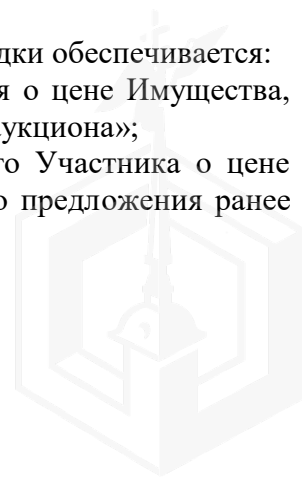 дки обеспечивается:
я о цене Имущества,
укциона»;
го Участника о цене
о предложения ранее